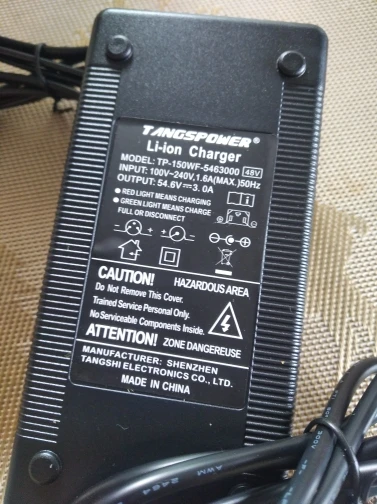 TANGSPOWER®
Li-ion Charger
MODEL: TP-150WF-5463000 48V
INPUT: 100V~240V,1.6A(MAX.)50Hz
OUTPUT: 54.6V⎓3.0A
RED LIGHT MEANS CHARGING
GREEN LIGHT MEANS CHARGE
FULL OR DISCONNECT
CAUTION! HAZARDOUS AREA
Do Not Remove This Cover.
Trained Service Personal Only.
No Serviceable Components Inside.
ATTENTION! ZONE DANGEREUSE
MANUFACTURER: SHENZHEN
TANGSHI ELECTRONICS CO., LTD.
MADE IN CHINA
AWM 2464